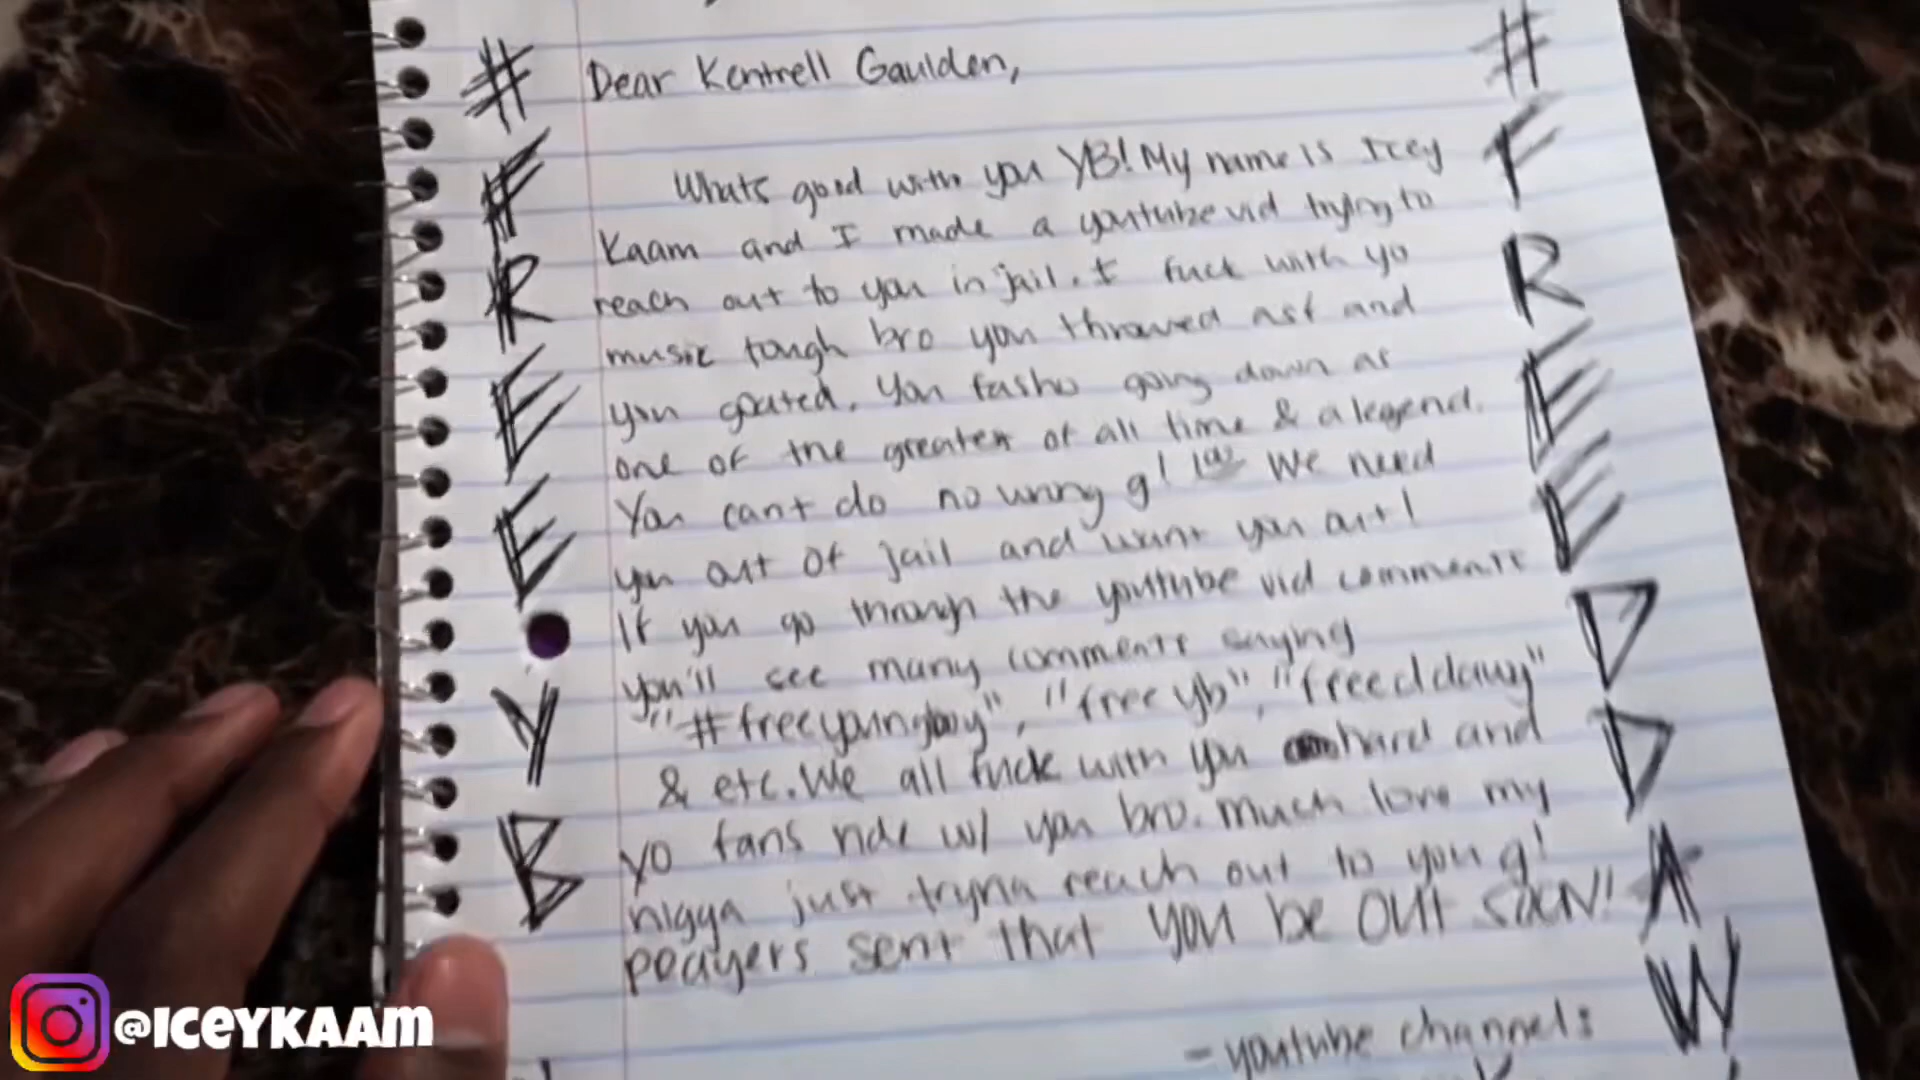 Dear Kentrell Gaulden,
Whats good with you YB! My name is Icey
Kaam and I made a youtube vid trying to
reach out to you in jail. I fuck with yo
music tough bro you throwed asf and
you goated. You fasho going down as
one of the greatest of all time & a legend.
You cant do no wrong g! We need
you out of jail and want you out!
If you go through the youtube vid comments
you'll see many comments saying
"#freeyoungboy", "free yb", "freeddawg"
& etc. We all fuck with you hard and
yo fans ride w/ you bro. much love my
nigga just tryna reach out to you g!
prayers sent that you be out soon!
- youtube channel:
# F R E E Y B
# F R E E D D A W
@ICEYKAAM